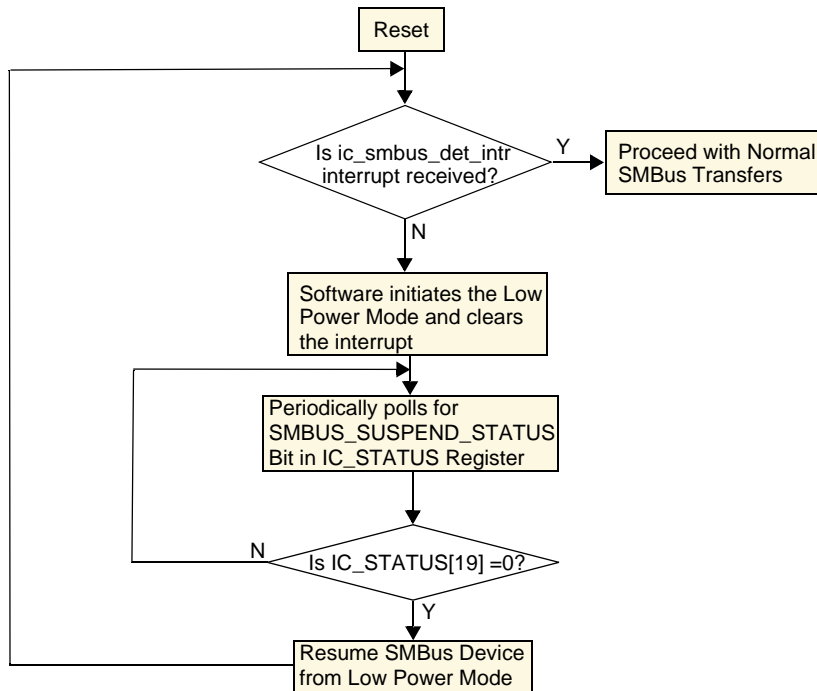 Reset
Is ic_smbus_det_intr
interrupt received?
Y
Proceed with Normal
SMBus Transfers
N
Software initiates the Low
Power Mode and clears
the interrupt
Periodically polls for
SMBUS_SUSPEND_STATUS
Bit in IC_STATUS Register
N
Is IC_STATUS[19] =0?
Y
Resume SMBus Device
from Low Power Mode